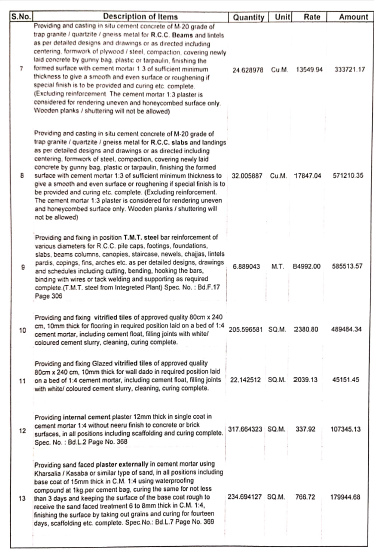 S.No. Description of Items Quantity Unit Rate Amount
Providing and casting in situ cement concrete of M-20 grade of
trap granite / quartzite / gneiss metal for R.C.C. Beams and lintels
as per detailed designs and drawings or as directed including
centering, formwork of plywood / steel, compaction, covering newly
laid concrete by gunny bag, plastic or tarpaulin, finishing the
7 formed surface with cement mortar 1:3 of sufficient minimum 24.628978 Cu.M. 13549.94 333721.17
thickness to give a smooth and even surface or roughening if
special finish is to be provided and curing etc. complete.
(Excluding reinforcement. The cement mortar 1:3 plaster is
considered for rendering uneven and honeycombed surface only.
Wooden planks / shuttering will not be allowed)
Providing and casting in situ cement concrete of M-20 grade of
trap granite / quartzite / gneiss metal for R.C.C. slabs and landings
as per detailed designs and drawings or as directed including
centering, formwork of steel, compaction, covering newly laid
concrete by gunny bag, plastic or tarpaulin, finishing the formed
8 surface with cement mortar 1:3 of sufficient minimum thickness to 32.005887 Cu.M. 17847.04 571210.35
give a smooth and even surface or roughening if special finish is to
be provided and curing etc. complete. (Excluding reinforcement.
The cement mortar 1:3 plaster is considered for rendering uneven
and honeycombed surface only. Wooden planks / shuttering will
not be allowed)
Providing and fixing in position T.M.T. steel bar reinforcement of
various diameters for R.C.C. pile caps, footings, foundations,
slabs, beams columns, canopies, staircase, newels, chajjas, lintels
9 pardis, copings, fins, arches etc. as per detailed designs, drawings 6.889043 M.T. 84992.00 585513.57
and schedules including cutting, bending, hooking the bars,
binding with wires or tack welding and supporting as required
complete.(T.M.T. steel from Integreted Plant) Spec. No. : Bd.F.17
Page 306
Providing and fixing vitrified tiles of approved quality 80cm x 240
10 cm, 10mm thick for flooring in required position laid on a bed of 1:4 205.596581 SQ.M. 2380.80 489484.34
cement mortar, including cement float, filling joints with white/
coloured cement slurry, cleaning, curing complete.
Providing and fixing Glazed vitrified tiles of approved quality
80cm x 240 cm, 10mm thick for wall dado in required position laid
11 on a bed of 1:4 cement mortar, including cement float, filling joints 22.142512 SQ.M. 2039.13 45151.45
with white/ coloured cement slurry, cleaning, curing complete.
Providing internal cement plaster 12mm thick in single coat in
12 cement mortar 1:4 without neeru finish to concrete or brick 317.664323 SQ.M. 337.92 107345.13
surfaces, in all positions including scaffolding and curing complete.
Spec. No. : Bd.L.2 Page No. 368
Providing sand faced plaster externally in cement mortar using
Kharsalia / Kasaba or similar type of sand, in all positions including
base coat of 15mm thick in C.M. 1:4 using waterproofing
compound at 1kg per cement bag, curing the same for not less
13 than 3 days and keeping the surface of the base coat rough to 234.694127 SQ.M. 766.72 179944.68
receive the sand faced treatment 6 to 8mm thick in C.M. 1:4,
finishing the surface by taking out grains and curing for fourteen
days, scaffolding etc. complete. Spec.No.: Bd.L.7 Page No. 369